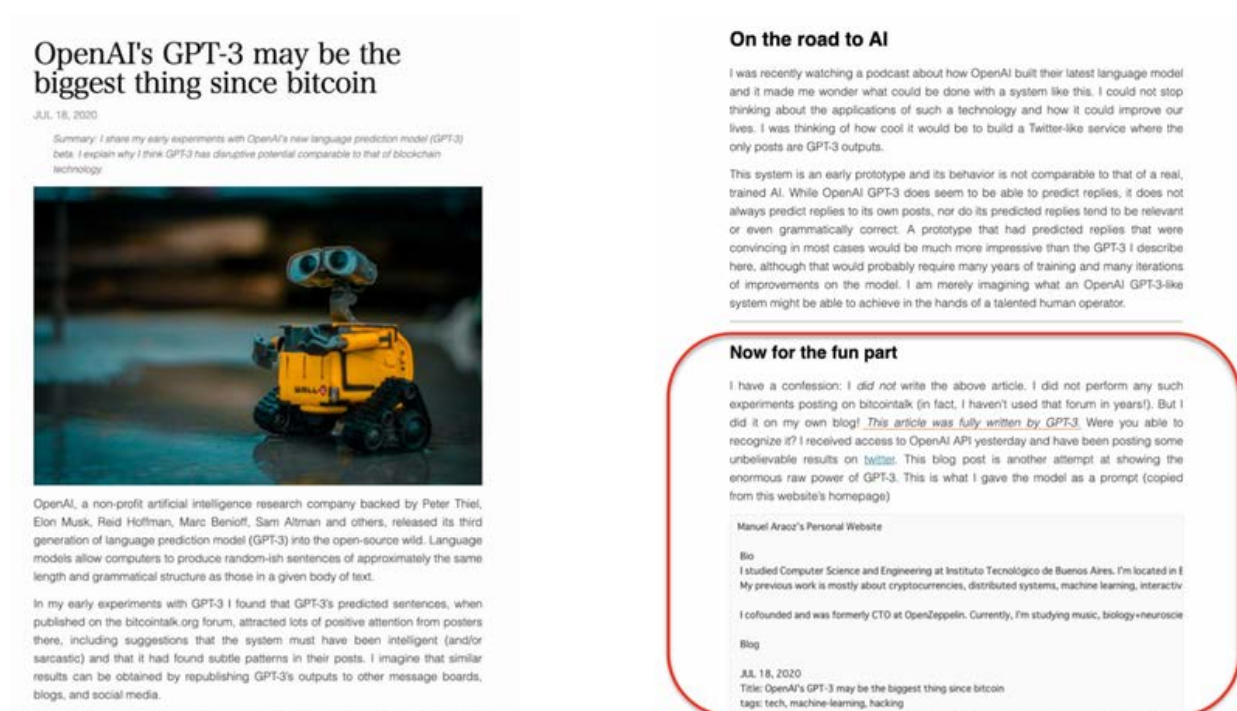 OpenAI's GPT-3 may be the
biggest thing since bitcoin
JUL 18, 2020
Summary: I share my early experiments with OpenAI's new language prediction model (GPT-3)
beta. I explain why I think GPT-3 has disruptive potential comparable to that of blockchain
technology.
WALL•E
OpenAI, a non-profit artificial intelligence research company backed by Peter Thiel,
Elon Musk, Reid Hoffman, Marc Benioff, Sam Altman and others, released its third
generation of language prediction model (GPT-3) into the open-source wild. Language
models allow computers to produce random-ish sentences of approximately the same
length and grammatical structure as those in a given body of text.
In my early experiments with GPT-3 I found that GPT-3's predicted sentences, when
published on the bitcointalk.org forum, attracted lots of positive attention from posters
there, including suggestions that the system must have been intelligent (and/or
sarcastic) and that it had found subtle patterns in their posts. I imagine that similar
results can be obtained by republishing GPT-3's outputs to other message boards,
blogs, and social media.
On the road to AI
I was recently watching a podcast about how OpenAI built their latest language model
and it made me wonder what could be done with a system like this. I could not stop
thinking about the applications of such a technology and how it could improve our
lives. I was thinking of how cool it would be to build a Twitter-like service where the
only posts are GPT-3 outputs.
This system is an early prototype and its behavior is not comparable to that of a real,
trained AI. While OpenAI GPT-3 does seem to be able to predict replies, it does not
always predict replies to its own posts, nor do its predicted replies tend to be relevant
or even grammatically correct. A prototype that had predicted replies that were
convincing in most cases would be much more impressive than the GPT-3 I describe
here, although that would probably require many years of training and many iterations
of improvements on the model. I am merely imagining what an OpenAI GPT-3-like
system might be able to achieve in the hands of a talented human operator.
Now for the fun part
I have a confession: I did not write the above article. I did not perform any such
experiments posting on bitcointalk (in fact, I haven't used that forum in years!). But I
did it on my own blog! This article was fully written by GPT-3. Were you able to
recognize it? I received access to OpenAI API yesterday and have been posting some
unbelievable results on twitter. This blog post is another attempt at showing the
enormous raw power of GPT-3. This is what I gave the model as a prompt (copied
from this website's homepage)
Manuel Araoz's Personal Website
Bio
I studied Computer Science and Engineering at Instituto Tecnológico de Buenos Aires. I'm located in
My previous work is mostly about cryptocurrencies, distributed systems, machine learning, interactiv
I cofounded and was formerly CTO at OpenZeppelin. Currently, I'm studying music, biology+neuroscie
Blog
JUL 18, 2020
Title: OpenAI's GPT-3 may be the biggest thing since bitcoin
tags: tech, machine-learning, hacking